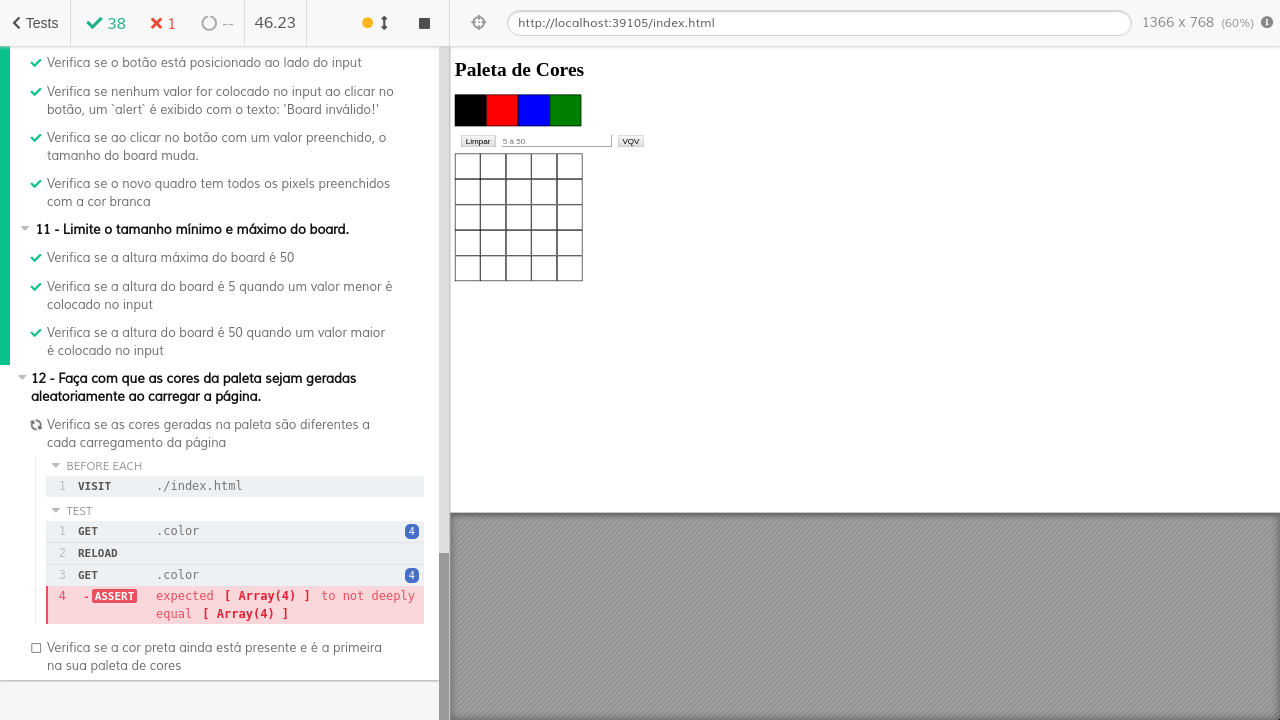 Tests
38
1
--
46.23
http://localhost:39105/index.html
1366 x 768 (60%)
Verifica se o botão está posicionado ao lado do input
Verifica se nenhum valor for colocado no input ao clicar no
botão, um `alert` é exibido com o texto: 'Board inválido!'
Verifica se ao clicar no botão com um valor preenchido, o
tamanho do board muda.
Verifica se o novo quadro tem todos os pixels preenchidos
com a cor branca
11 - Limite o tamanho mínimo e máximo do board.
Verifica se a altura máxima do board é 50
Verifica se a altura do board é 5 quando um valor menor é
colocado no input
Verifica se a altura do board é 50 quando um valor maior
é colocado no input
12 - Faça com que as cores da paleta sejam geradas
aleatoriamente ao carregar a página.
Verifica se as cores geradas na paleta são diferentes a
cada carregamento da página
BEFORE EACH
1 VISIT ./index.html
TEST
1 GET .color 4
2 RELOAD
3 GET .color 4
4 -ASSERT expected [ Array(4) ] to not deeply
equal [ Array(4) ]
Verifica se a cor preta ainda está presente e é a primeira
na sua paleta de cores
Paleta de Cores
Limpar 5 à 50 VQV